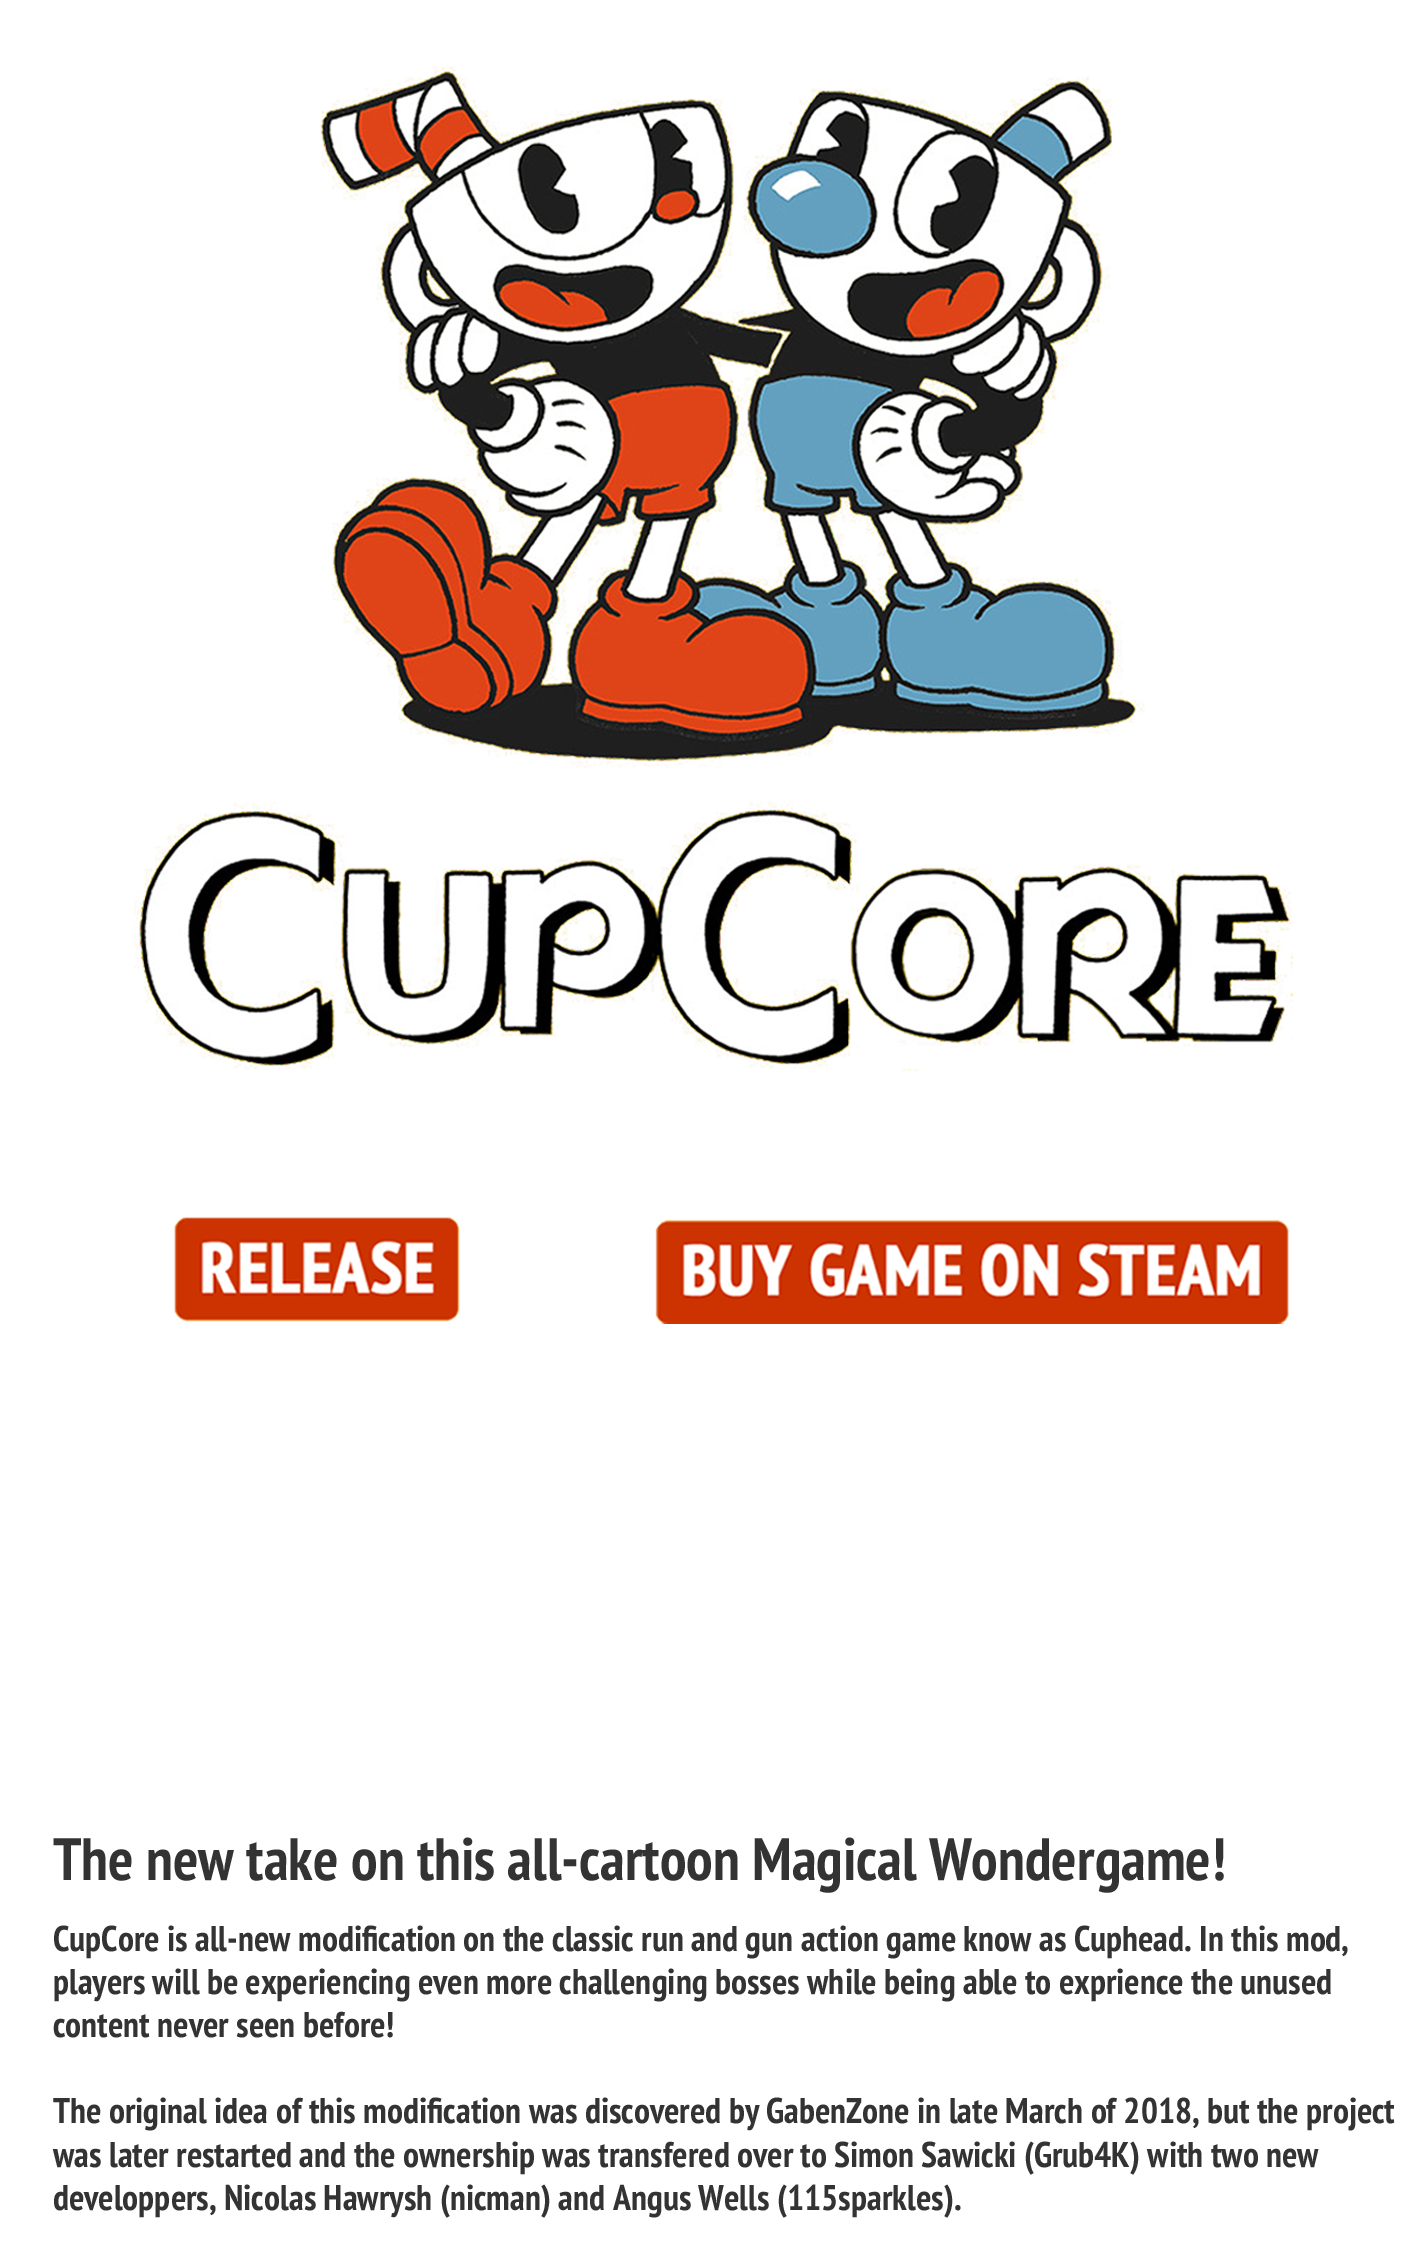 CUPCORE
RELEASE
BUY GAME ON STEAM
The new take on this all-cartoon Magical Wondergame!
CupCore is all-new modification on the classic run and gun action game know as Cuphead. In this mod,
players will be experiencing even more challenging bosses while being able to exprience the unused
content never seen before!
The original idea of this modification was discovered by GabenZone in late March of 2018, but the project
was later restarted and the ownership was transfered over to Simon Sawicki (Grub4K) with two new
developpers, Nicolas Hawrysh (nicman) and Angus Wells (115sparkles).